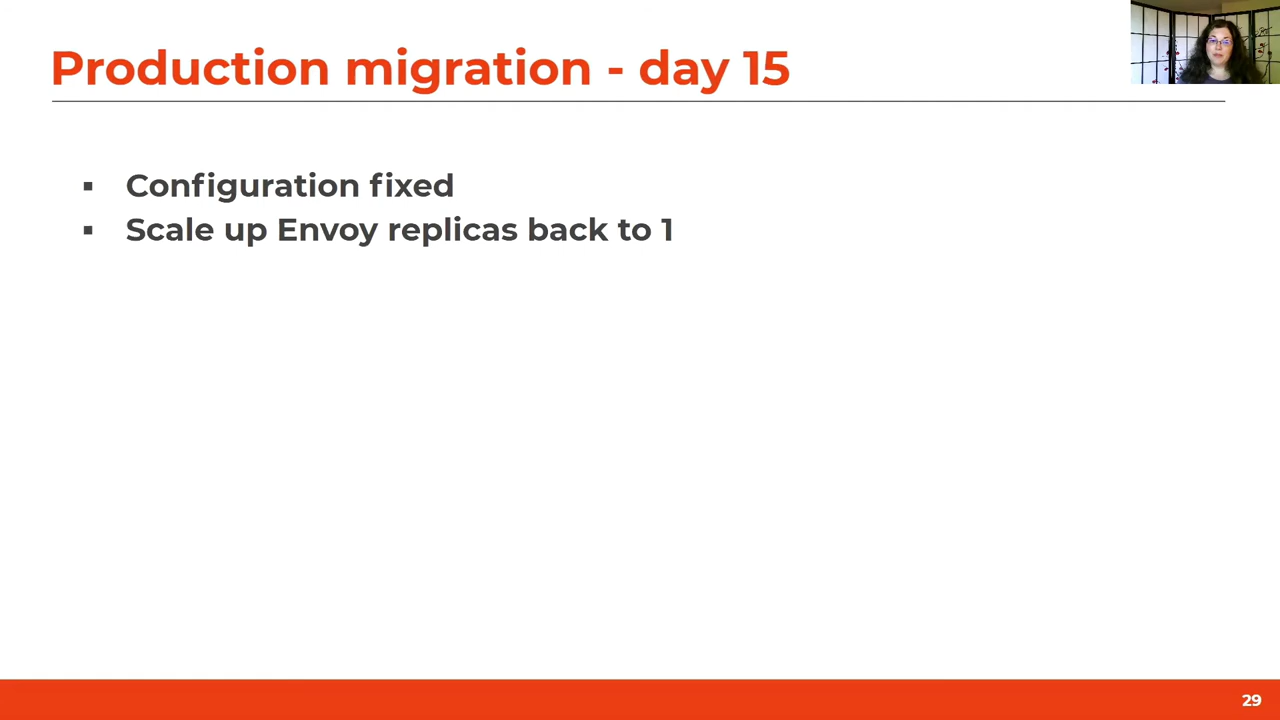 Production migration - day 15
▪ Configuration fixed
▪ Scale up Envoy replicas back to 1
29